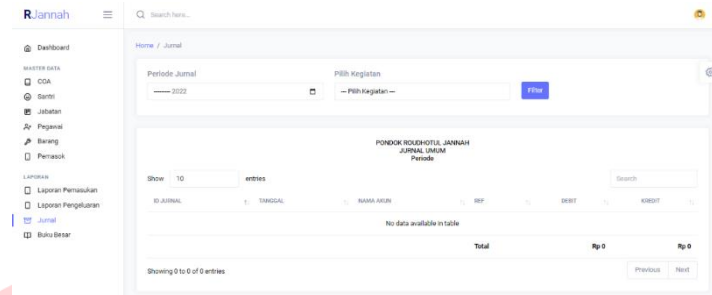 RJannah
Search here...
Dashboard
MASTER DATA
COA
Santri
Jabatan
Pegawai
Barang
Pemasok
LAPORAN
Laporan Pemasukan
Laporan Pengeluaran
Jurnal
Buku Besar
Home / Jurnal
Periode Jurnal
Pilih Kegiatan
-------- 2022
--- Pilih Kegiatan ---
Filter
PONDOK ROUDHOTUL JANNAH
JURNAL UMUM
Periode
Show 10 entries
Search
ID JURNAL TANGGAL NAMA AKUN REF DEBIT KREDIT
No data available in table
Total Rp 0 Rp 0
Showing 0 to 0 of 0 entries
Previous Next